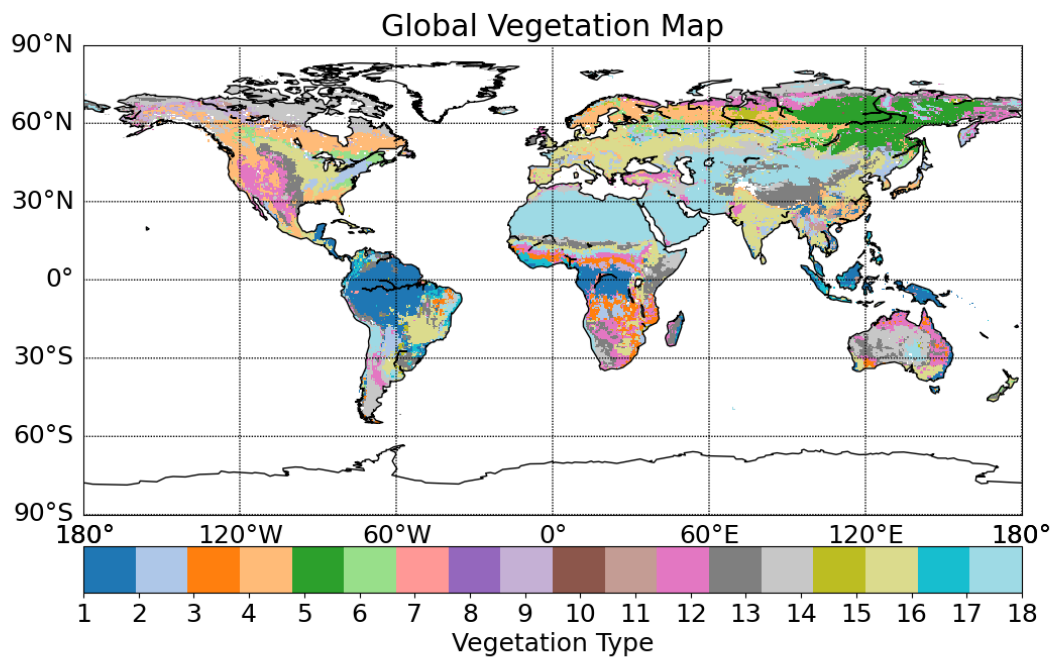 Global Vegetation Map
90°N
60°N
30°N
0°
30°S
60°S
90°S
180° 120°W 60°W 0° 60°E 120°E 180°
1 2 3 4 5 6 7 8 9 10 11 12 13 14 15 16 17 18
Vegetation Type